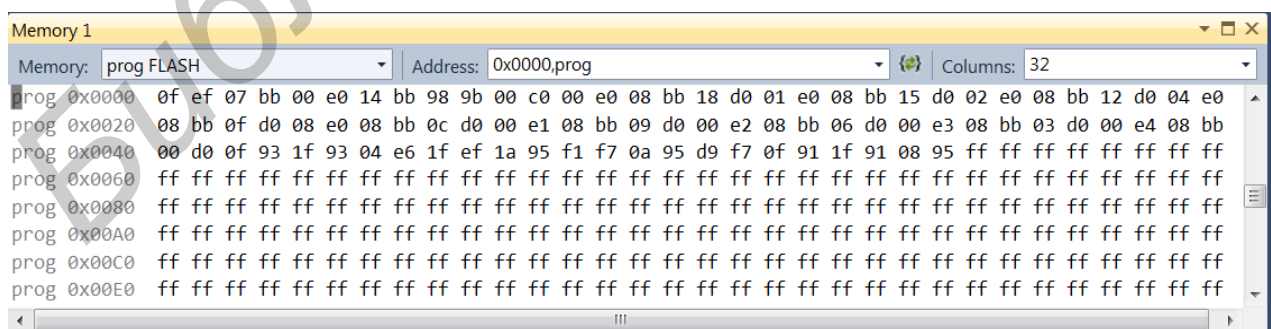 Memory 1
Memory: prog FLASH Address: 0x0000,prog Columns: 32
prog 0x0000 0f ef 07 bb 00 e0 14 bb 98 9b 00 c0 00 e0 08 bb 18 d0 01 e0 08 bb 15 d0 02 e0 08 bb 12 d0 04 e0
prog 0x0020 08 bb 0f d0 08 e0 08 bb 0c d0 00 e1 08 bb 09 d0 00 e2 08 bb 06 d0 00 e3 08 bb 03 d0 00 e4 08 bb
prog 0x0040 00 d0 0f 93 1f 93 04 e6 1f ef 1a 95 f1 f7 0a 95 d9 f7 0f 91 1f 91 08 95 ff ff ff ff ff ff ff ff
prog 0x0060 ff ff ff ff ff ff ff ff ff ff ff ff ff ff ff ff ff ff ff ff ff ff ff ff ff ff ff ff ff ff ff ff
prog 0x0080 ff ff ff ff ff ff ff ff ff ff ff ff ff ff ff ff ff ff ff ff ff ff ff ff ff ff ff ff ff ff ff ff
prog 0x00A0 ff ff ff ff ff ff ff ff ff ff ff ff ff ff ff ff ff ff ff ff ff ff ff ff ff ff ff ff ff ff ff ff
prog 0x00C0 ff ff ff ff ff ff ff ff ff ff ff ff ff ff ff ff ff ff ff ff ff ff ff ff ff ff ff ff ff ff ff ff
prog 0x00E0 ff ff ff ff ff ff ff ff ff ff ff ff ff ff ff ff ff ff ff ff ff ff ff ff ff ff ff ff ff ff ff ff